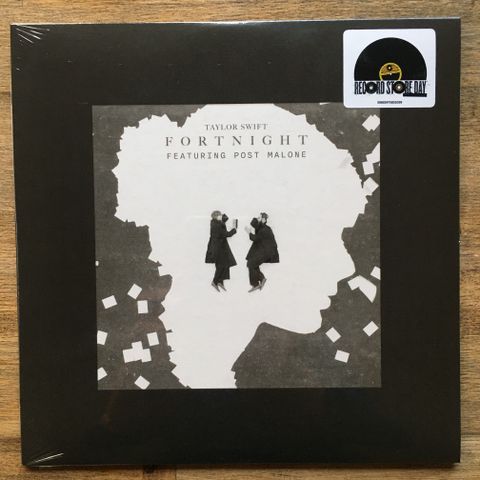 TAYLOR SWIFT
FORTNIGHT
FEATURING POST MALONE
RECORD STORE DAY